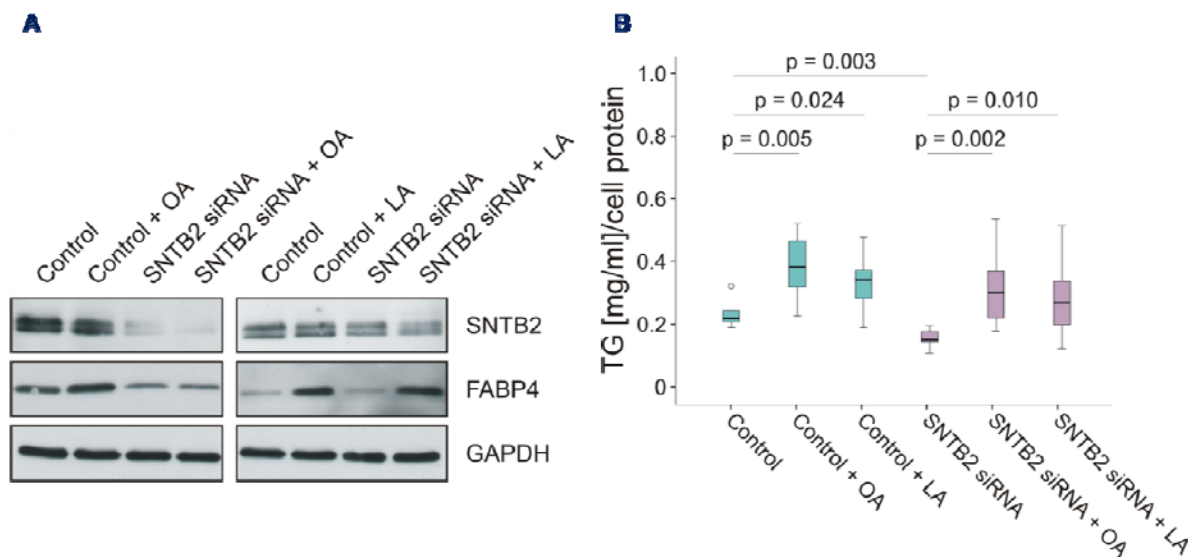 A
Control
Control + OA
SNTB2 siRNA
SNTB2 siRNA + OA
Control
Control + LA
SNTB2 siRNA
SNTB2 siRNA + LA
SNTB2
FABP4
GAPDH
B
TG [mg/ml]/cell protein
1.0
0.8
0.6
0.4
0.2
0
p = 0.003
p = 0.024
p = 0.010
p = 0.005
p = 0.002
Control
Control + OA
Control + LA
SNTB2 siRNA
SNTB2 siRNA + OA
SNTB2 siRNA + LA